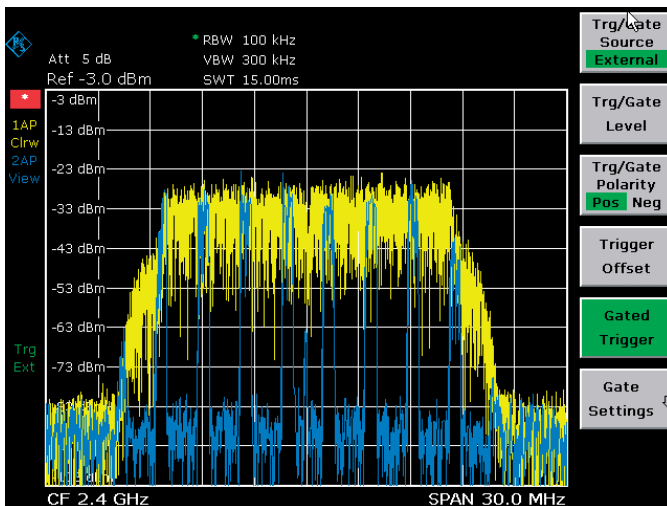 * RBW 100 kHz
Att 5 dB
VBW 300 kHz
Ref -3.0 dBm
SWT 15.00ms
*
-3 dBm
1AP
Clrw
2AP
View
-13 dBm
-23 dBm
-33 dBm
-43 dBm
-53 dBm
-63 dBm
-73 dBm
Trg
Ext
CF 2.4 GHz
SPAN 30.0 MHz
Trg/Gate
Source
External
Trg/Gate
Level
Trg/Gate
Polarity
Pos Neg
Trigger
Offset
Gated
Trigger
Gate
Settings